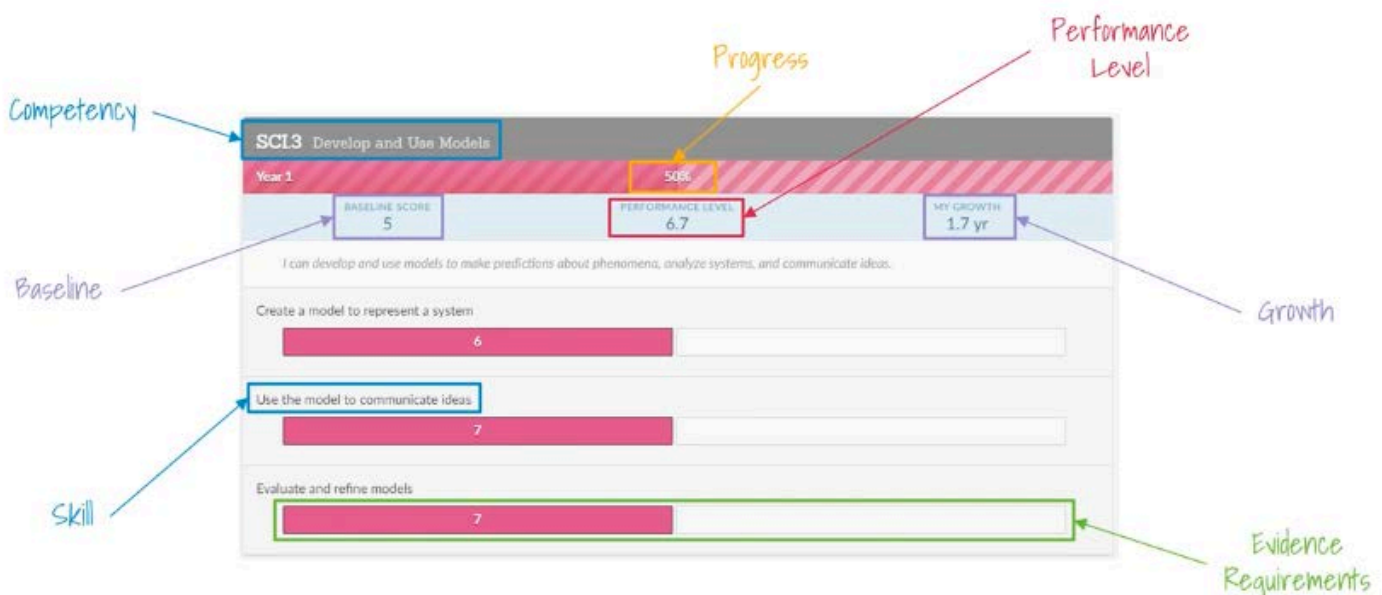 Performance
Level
Progress
Competency
SCI.3 Develop and Use Models
Year 1 50%
BASELINE SCORE PERFORMANCE LEVEL MY GROWTH
5 6.7 1.7 yr
I can develop and use models to make predictions about phenomena, analyze systems, and communicate ideas.
Baseline
Growth
Create a model to represent a system
6
Use the model to communicate ideas
7
Skill
Evaluate and refine models
7
Evidence
Requirements